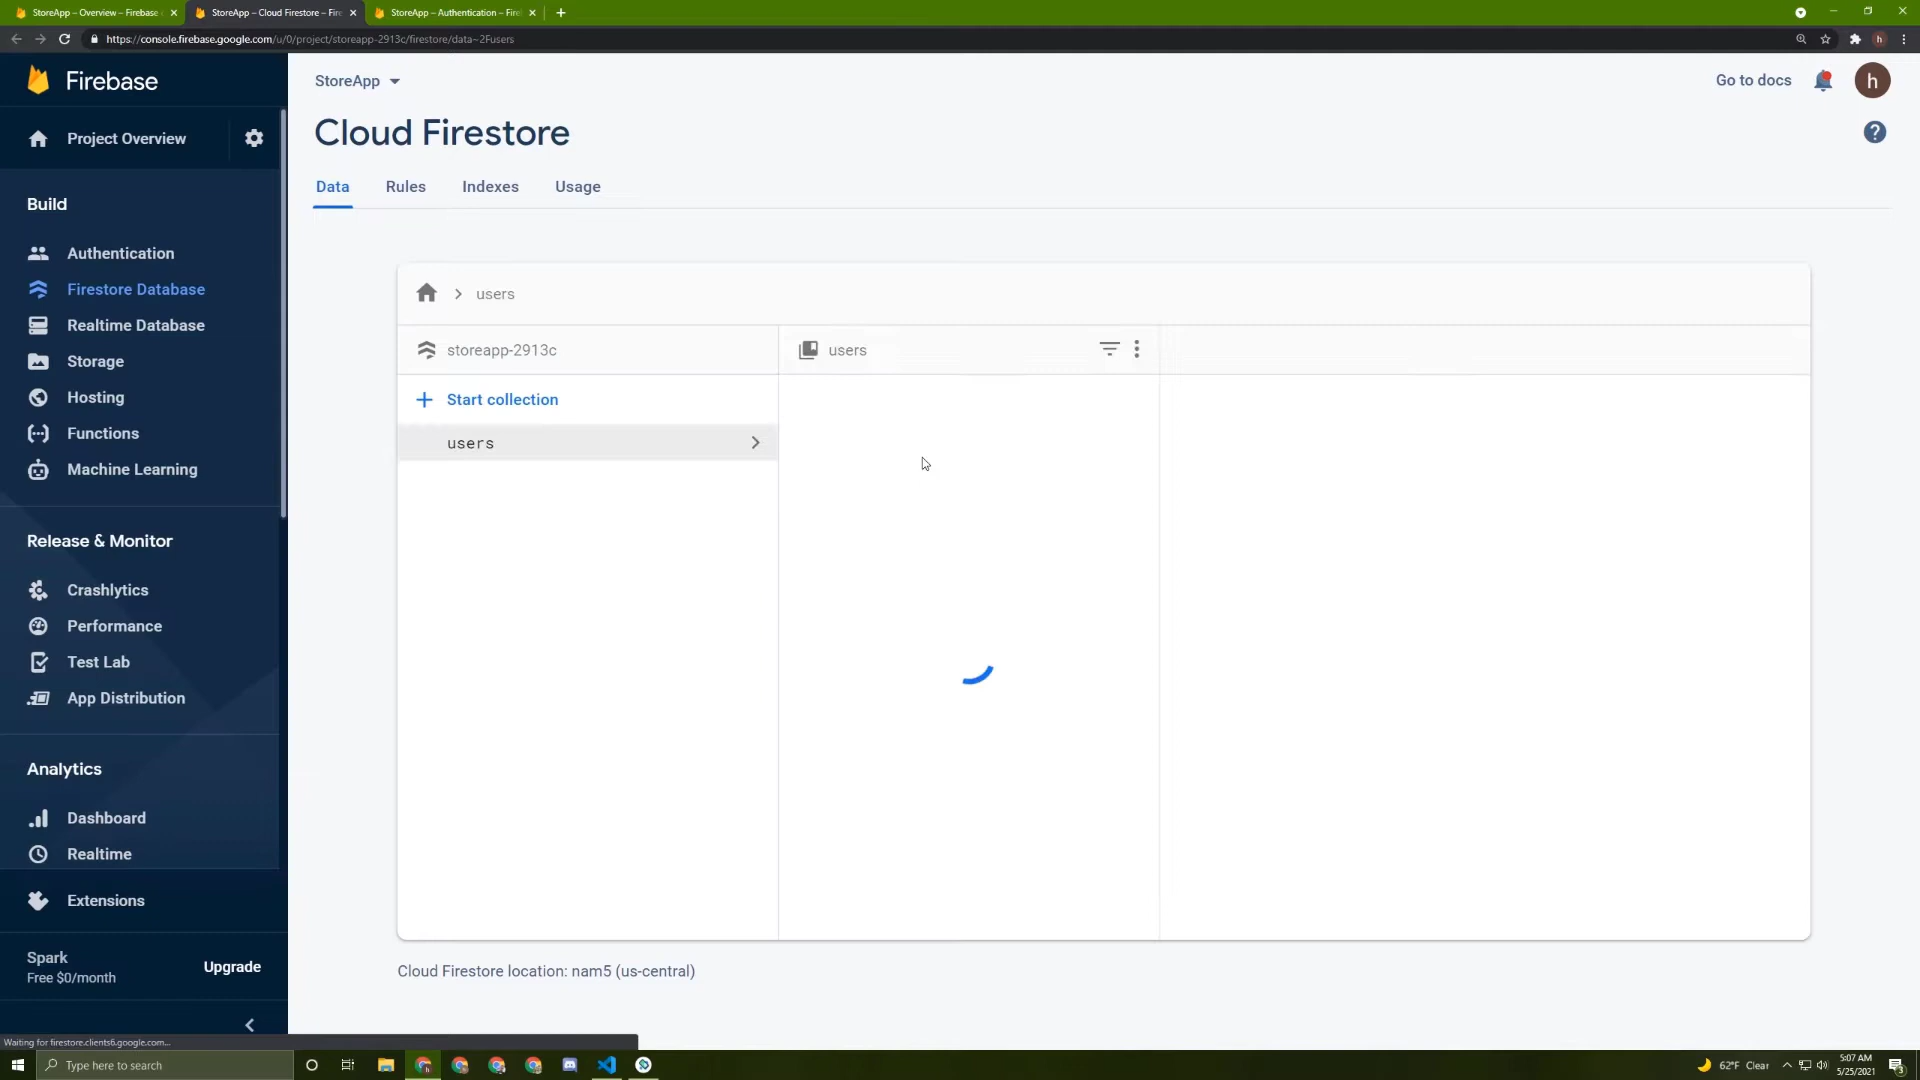 StoreApp – Overview – Firebase
StoreApp – Cloud Firestore – Fire
StoreApp – Authentication – Fire
https://console.firebase.google.com/u/0/project/storeapp-2913c/firestore/data~2Fusers
h
Firebase
StoreApp
Go to docs
h
Project Overview
Cloud Firestore
?
Data
Rules
Indexes
Usage
Build
Authentication
Firestore Database
Realtime Database
Storage
Hosting
Functions
Machine Learning
users
storeapp-2913c
users
Start collection
users
Release & Monitor
Crashlytics
Performance
Test Lab
App Distribution
Analytics
Dashboard
Realtime
Extensions
Spark
Free $0/month
Upgrade
Cloud Firestore location: nam5 (us-central)
Waiting for firestore.clients6.google.com...
Type here to search
62°F Clear
5:07 AM
5/25/2021